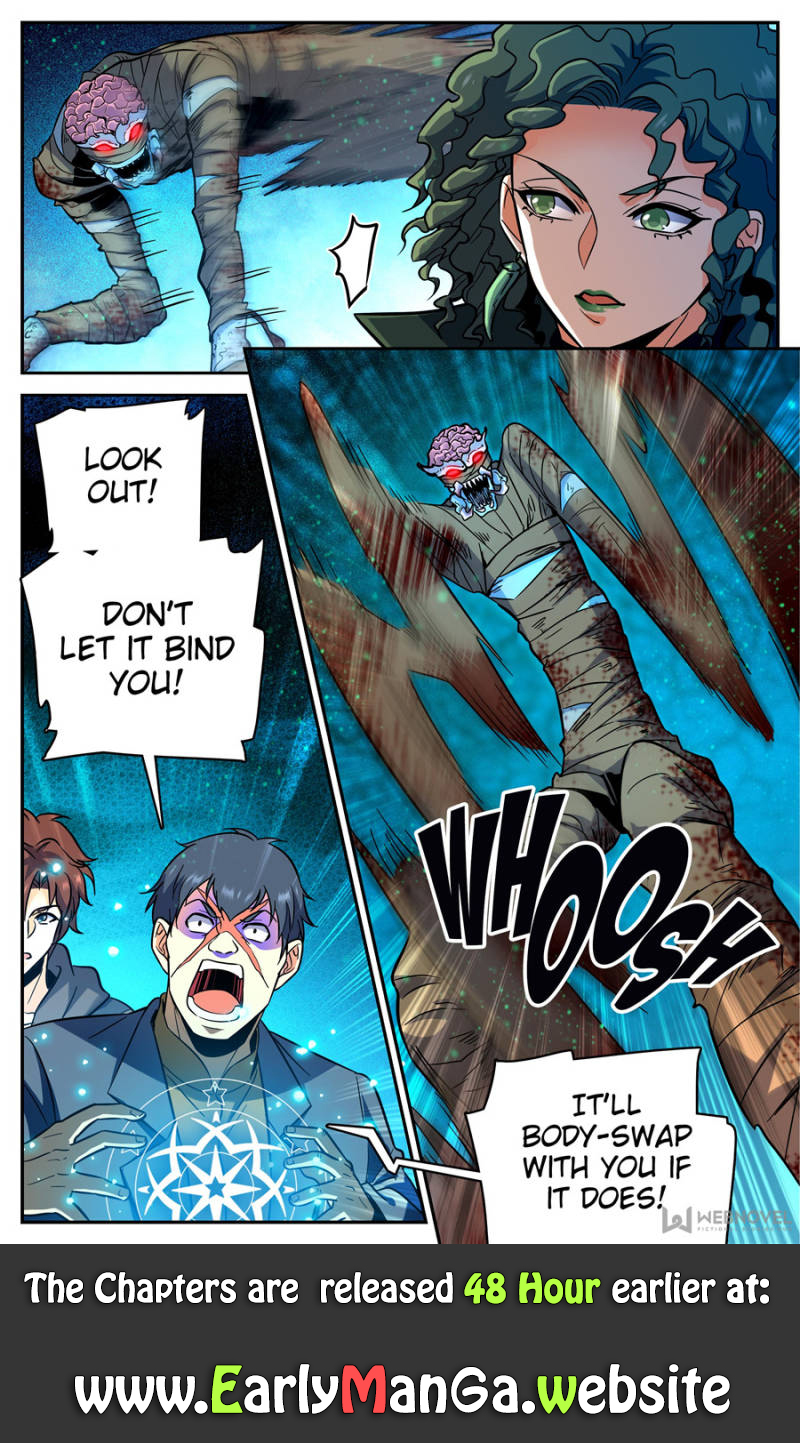 LOOK
OUT!
DON'T
LET IT BIND
YOU!
WHOOSH
IT'LL
BODY-SWAP
WITH YOU IF
IT DOES!
WEBNOVEL
The Chapters are released 48 Hour earlier at:
www.EarlyManGa.website